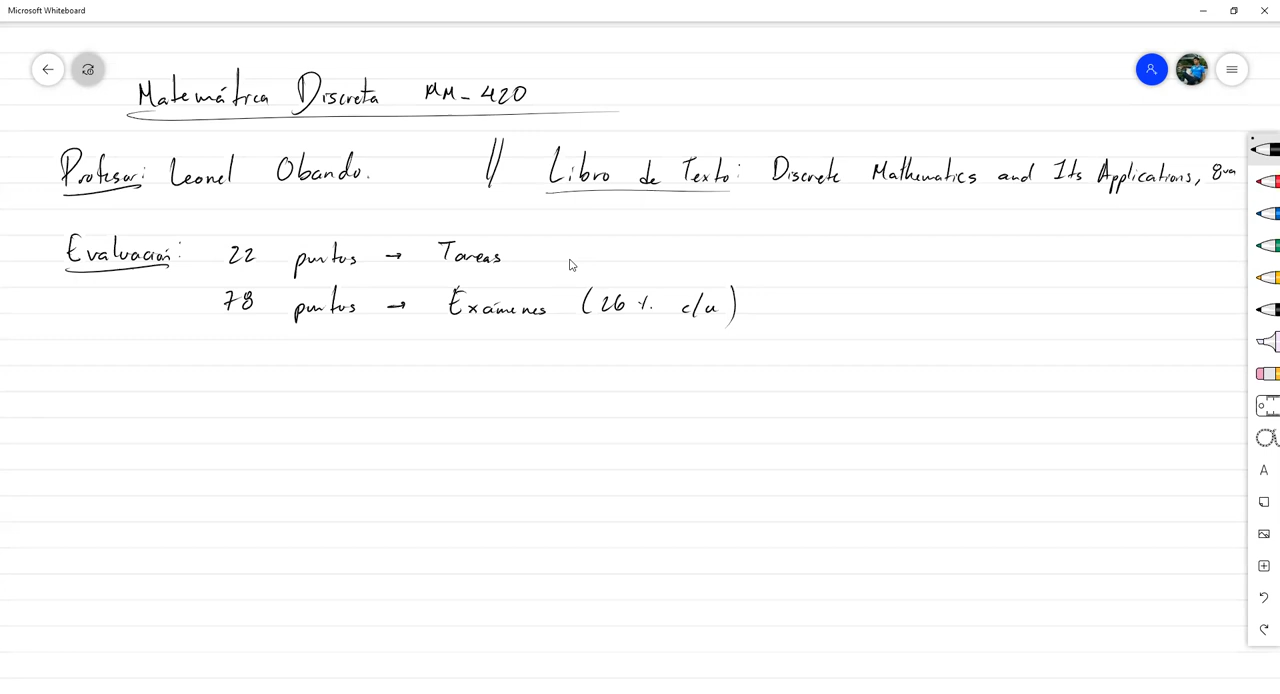 Microsoft Whiteboard
Matemática Discreta MM-420
Profesor: Leonel Obando. // Libro de Texto: Discrete Mathematics and Its Applications, 8va
Evaluación: 22 puntos → Tareas
78 puntos → Éxámenes (26 % c/u)
A